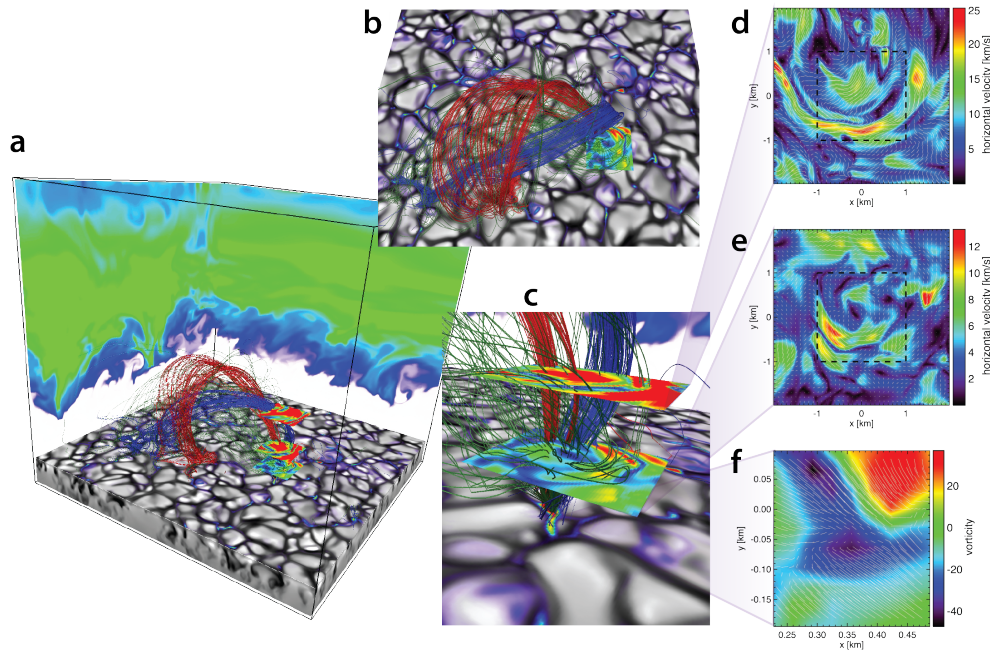 a
b
c
d
1
0
-1
y [km]
-1
0
1
x [km]
25
20
15
10
5
horizontal velocity [km/s]
e
1
0
-1
y [km]
-1
0
1
x [km]
12
10
8
6
4
2
horizontal velocity [km/s]
f
0.05
-0.00
-0.05
-0.10
-0.15
y [km]
0.25
0.30
0.35
0.40
0.45
x [km]
20
0
-20
-40
vorticity